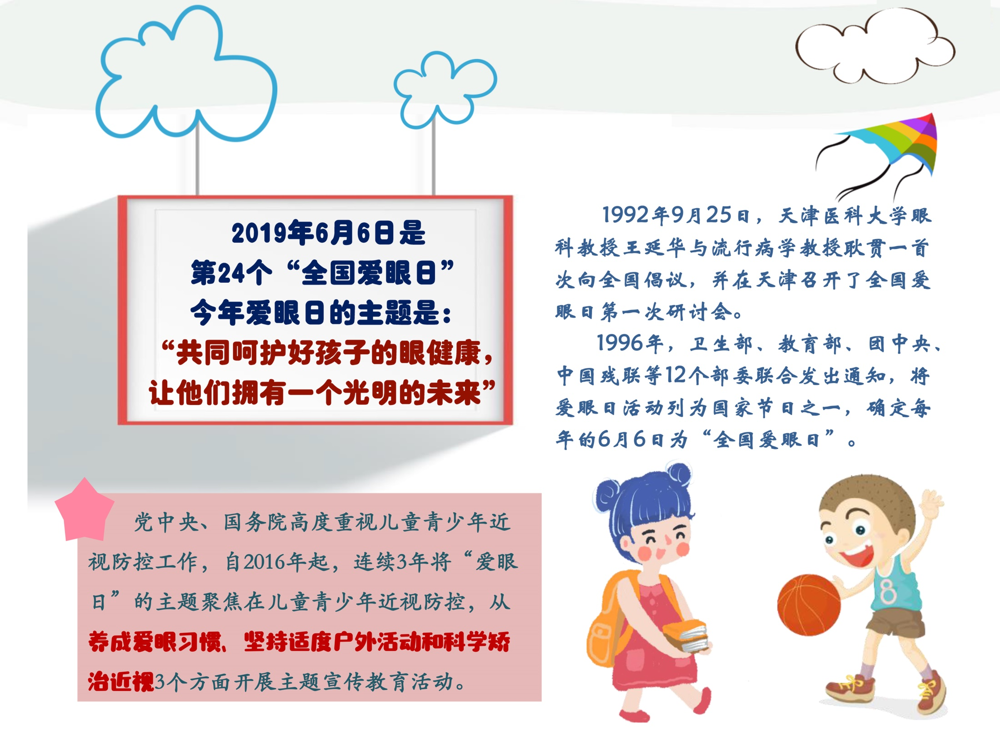 2019年6月6日是
第24个“全国爱眼日”
今年爱眼日的主题是：
“共同呵护好孩子的眼健康，
让他们拥有一个光明的未来”
1992年9月25日，天津医科大学眼
科教授王延华与流行病学教授耿贯一首
次向全国倡议，并在天津召开了全国爱
眼日第一次研讨会。
1996年，卫生部、教育部、团中央、
中国残联等12个部委联合发出通知，将
爱眼日活动列为国家节日之一，确定每
年的6月6日为“全国爱眼日”。
党中央、国务院高度重视儿童青少年近
视防控工作，自2016年起，连续3年将“爱眼
日”的主题聚焦在儿童青少年近视防控，从
养成爱眼习惯、坚持适度户外活动和科学矫
治近视3个方面开展主题宣传教育活动。
8